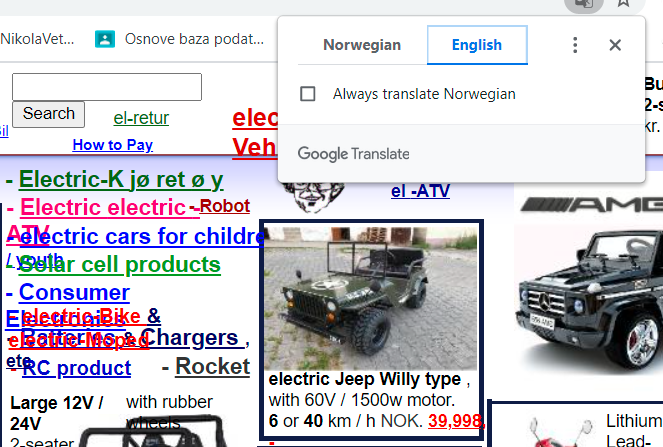 NikolaVet...
Osnove baza podat...
Norwegian
English
Always translate Norwegian
Google Translate
Search
el-retur
How to Pay
elec
Veh
Bu
2-s
kr.
- Electric-K jø ret ø y
- Electric electric -
ATV
- Robot
- electric cars for childre
/ youth
- Solar cell products
- Consumer
Electronics
- electric-Bike &
electric-Moped
- Batteries & Chargers ,
etc
- RC product
- Rocket
Large 12V /
24V
2-seater
with rubber
wheels
el -ATV
electric Jeep Willy type ,
with 60V / 1500w motor.
6 or 40 km / h NOK. 39,998,
AMG
Lithium
Lead-